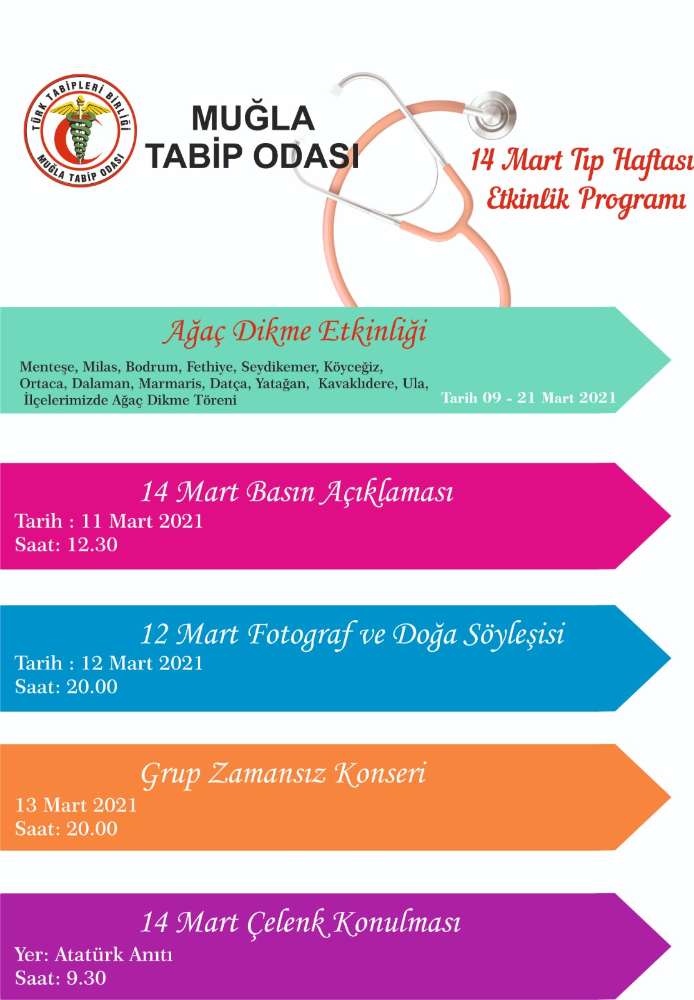 TÜRK TABİPLERİ BİRLİĞİ
MUĞLA TABİP ODASI
MUĞLA
TABİP ODASI
14 Mart Tıp Haftası
Etkinlik Programı
Ağaç Dikme Etkinliği
Menteşe, Milas, Bodrum, Fethiye, Seydikemer, Köyceğiz,
Ortaca, Dalaman, Marmaris, Datça, Yatağan, Kavaklıdere, Ula,
İlçelerimizde Ağaç Dikme Töreni
Tarih 09 - 21 Mart 2021
14 Mart Basın Açıklaması
Tarih : 11 Mart 2021
Saat: 12.30
12 Mart Fotograf ve Doğa Söyleşisi
Tarih : 12 Mart 2021
Saat: 20.00
Grup Zamansız Konseri
13 Mart 2021
Saat: 20.00
14 Mart Çelenk Konulması
Yer: Atatürk Anıtı
Saat: 9.30